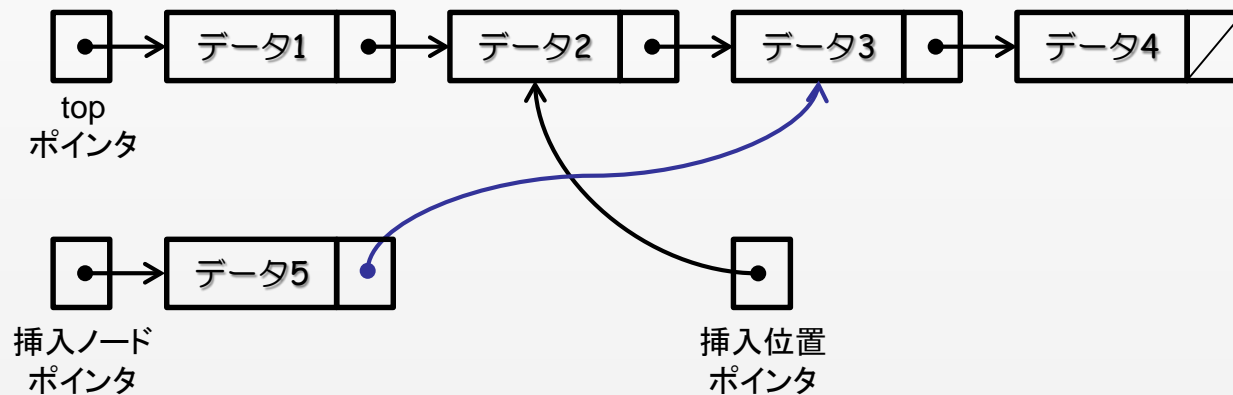 データ1
データ2
データ3
データ4
top
ポインタ
データ5
挿入ノード
ポインタ
挿入位置
ポインタ